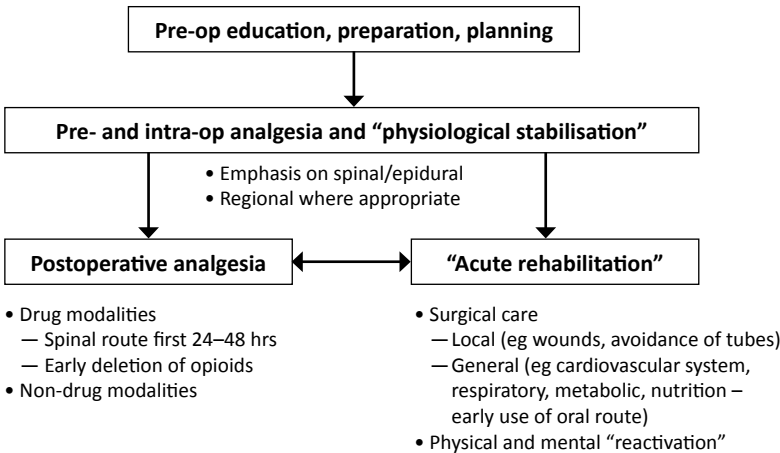 Pre-op education, preparation, planning
Pre- and intra-op analgesia and “physiological stabilisation”
• Emphasis on spinal/epidural
• Regional where appropriate
Postoperative analgesia
“Acute rehabilitation”
• Drug modalities
— Spinal route first 24–48 hrs
— Early deletion of opioids
• Non-drug modalities
• Surgical care
— Local (eg wounds, avoidance of tubes)
— General (eg cardiovascular system,
respiratory, metabolic, nutrition –
early use of oral route)
• Physical and mental “reactivation”